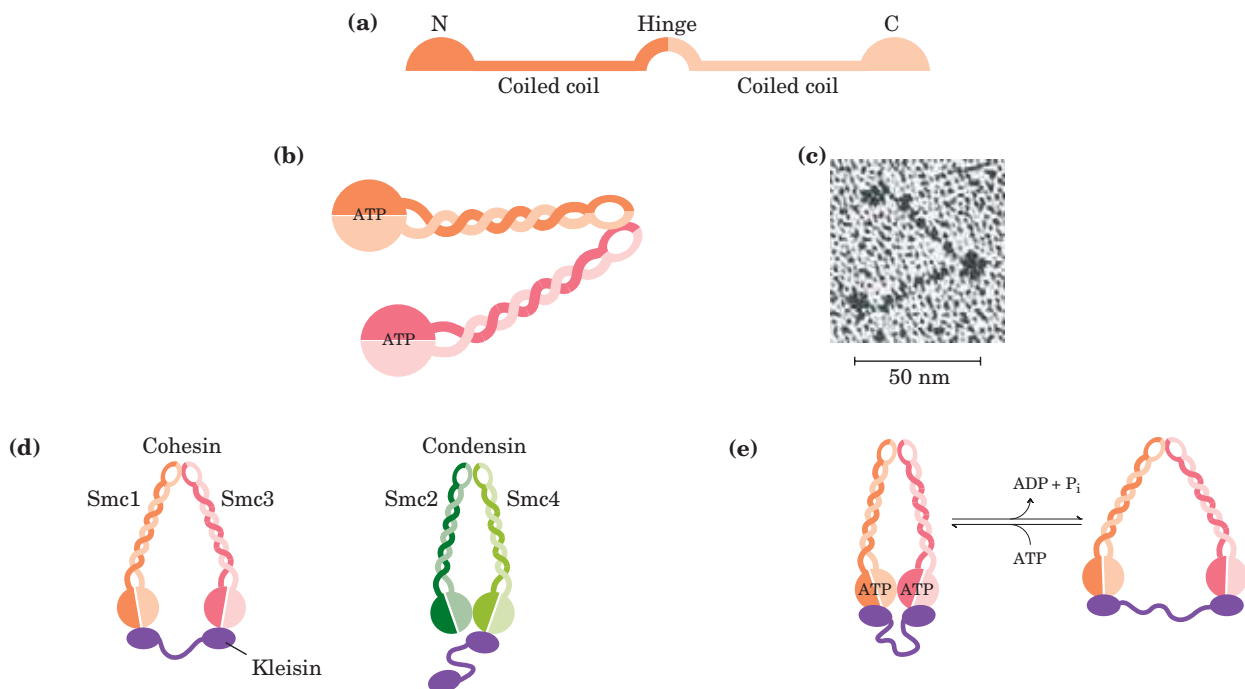 (a)
N Hinge C
Coiled coil Coiled coil
(b)
ATP
ATP
(c)
50 nm
(d)
Cohesin
Smc1 Smc3
Kleisin
Condensin
Smc2 Smc4
(e)
ATP ATP
ADP + Pi
ATP